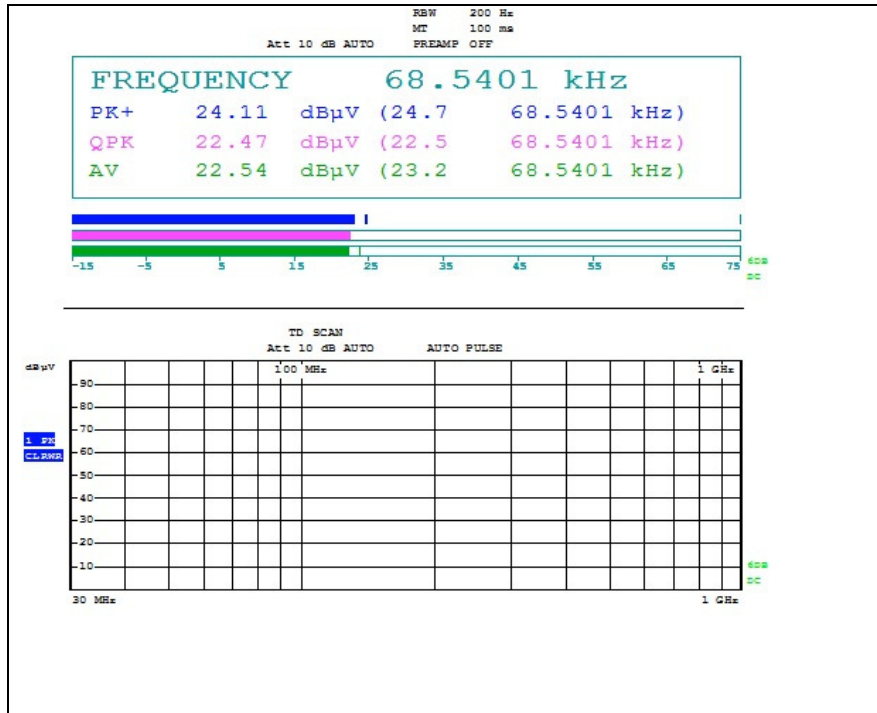 RBW 200 Hz
MT 100 ms
Att 10 dB AUTO PREAMP OFF
FREQUENCY 68.5401 kHz
PK+ 24.11 dBµV (24.7 68.5401 kHz)
QPK 22.47 dBµV (22.5 68.5401 kHz)
AV 22.54 dBµV (23.2 68.5401 kHz)
-15 -5 5 15 25 35 45 55 65 75
6DB
DC
TD SCAN
Att 10 dB AUTO AUTO PULSE
dBµV
100 MHz 1 GHz
90
80
70
1 PK
CLRWR
60
50
40
30
20
10
6DB
DC
30 MHz 1 GHz